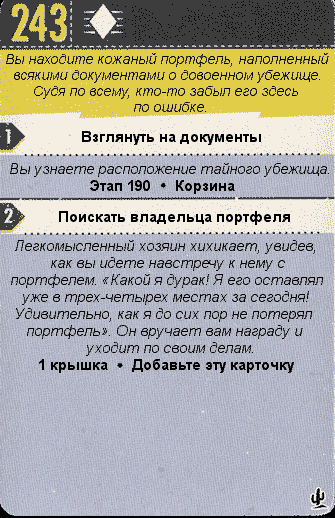 243
Вы находите кожаный портфель, наполненный
всякими документами о довоенном убежище.
Судя по всему, кто-то забыл его здесь
по ошибке.
1 Взглянуть на документы
Вы узнаете расположение тайного убежища.
Этап 190 • Корзина
2 Поискать владельца портфеля
Легкомысленный хозяин хихикает, увидев,
как вы идете навстречу к нему с
портфелем. «Какой я дурак! Я его оставлял
уже в трех-четырех местах за сегодня!
Удивительно, как я до сих пор не потерял
портфель». Он вручает вам награду и
уходит по своим делам.
1 крышка • Добавьте эту карточку